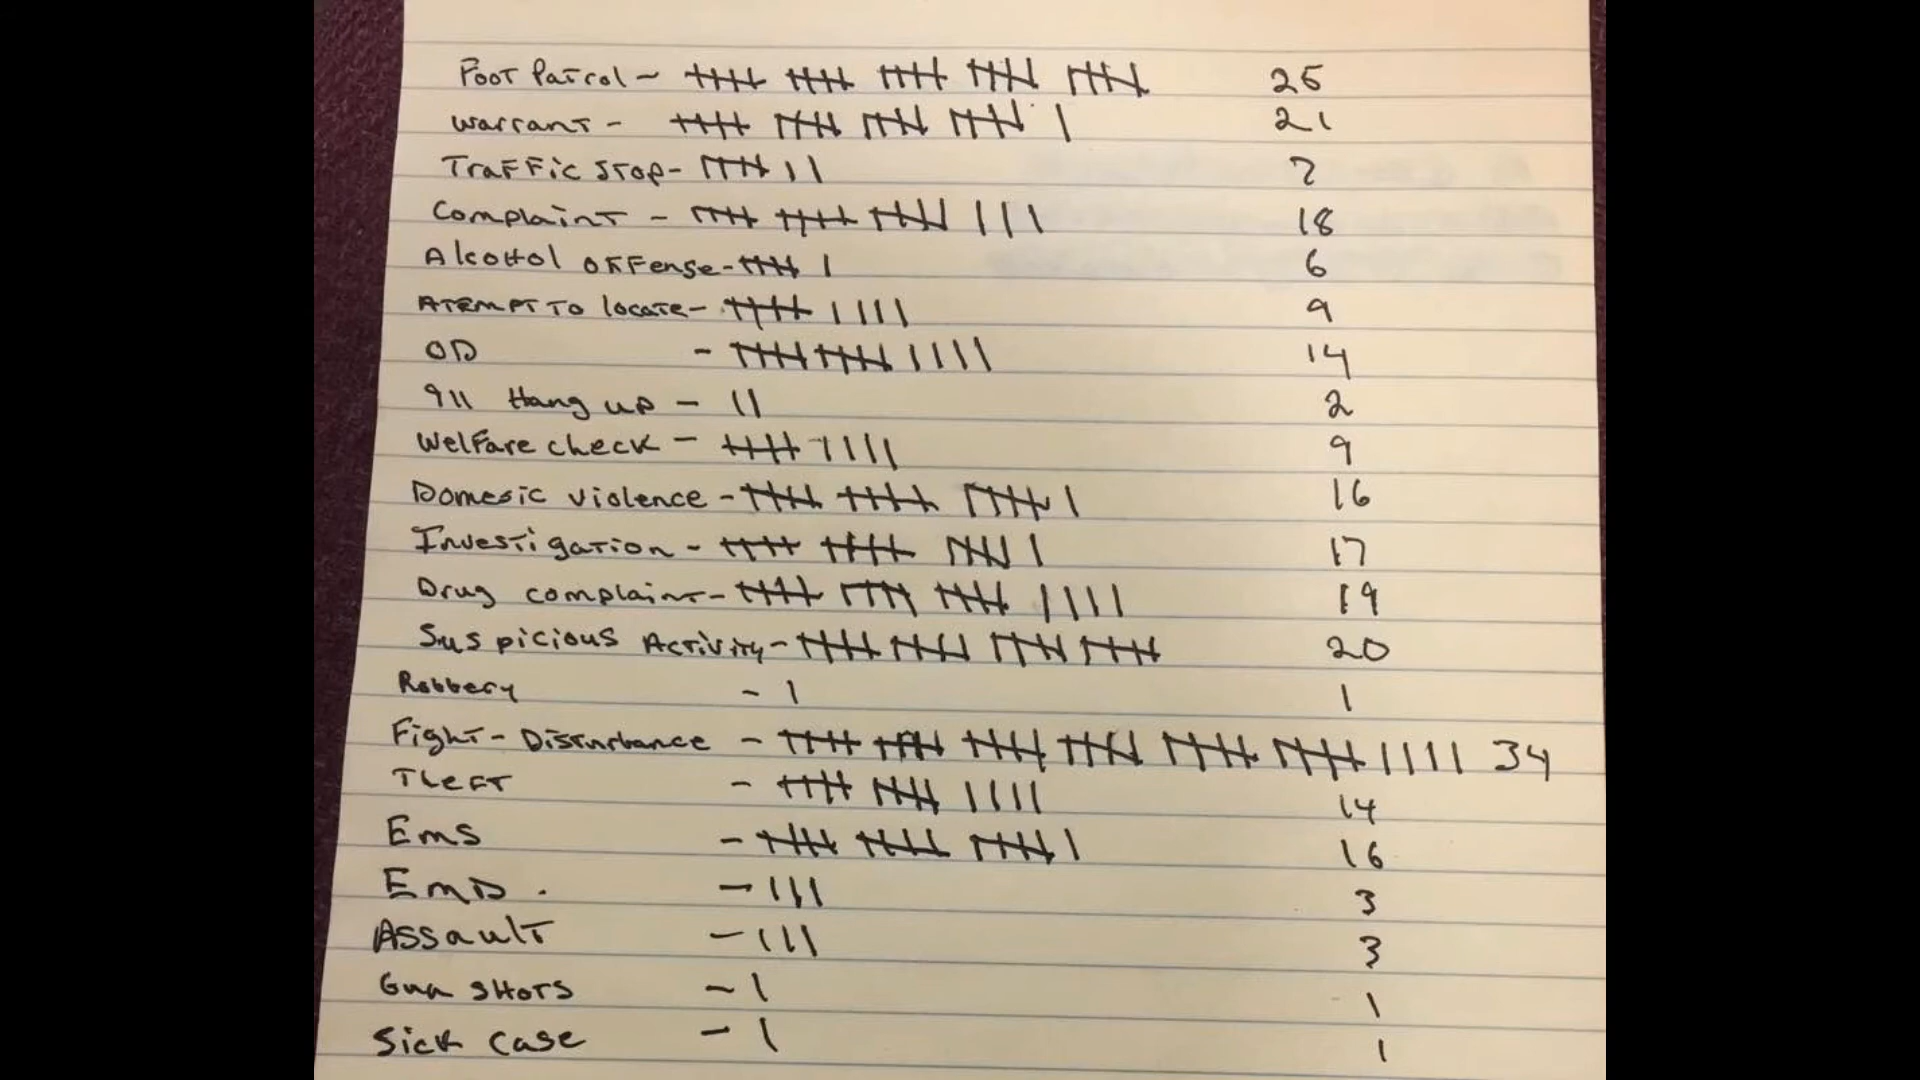 Foot Patrol - 25
Warrant - 21
Traffic Stop - 7
Complaint - 18
Alcohol Offense - 6
Atempt to locate - 9
OD - 14
911 Hang up - 2
Welfare check - 9
Domesic violence - 16
Investigation - 17
Drug complaint - 19
Suspicious Activity - 20
Robbery - 1
Fight - Disturbance - 34
Theft - 14
EMS - 16
EMD. - 3
Assault - 3
Gun shots - 1
Sick case - 1